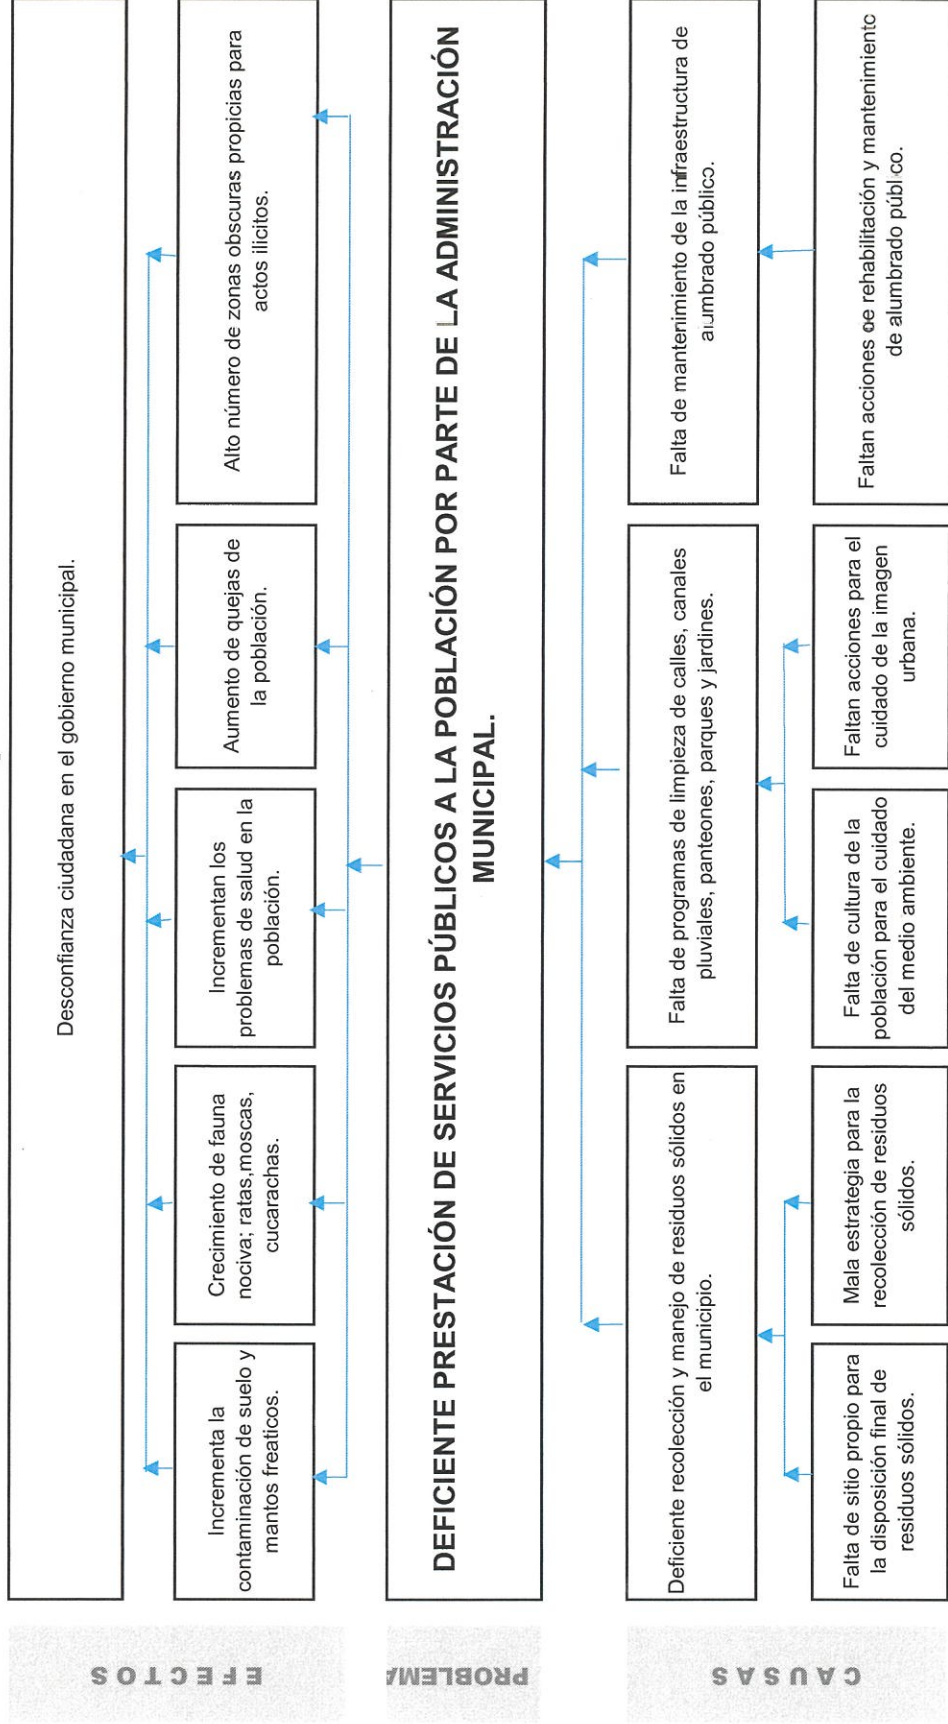 EFECTOS
Desconfianza ciudadana en el gobierno municipal.
Incrementa la
contaminación de suelo y
mantos freaticos.
Crecimiento de fauna
nociva; ratas,moscas,
cucarachas.
Incrementan los
problemas de salud en la
población.
Aumento de quejas de
la población.
Alto número de zonas obscuras propicias para
actos ilicitos.
PROBLEMA
DEFICIENTE PRESTACIÓN DE SERVICIOS PÚBLICOS A LA POBLACIÓN POR PARTE DE LA ADMINISTRACIÓN
MUNICIPAL.
CAUSAS
Deficiente recolección y manejo de residuos sólidos en
el municipio.
Falta de programas de limpieza de calles, canales
pluviales, panteones, parques y jardines.
Falta de mantenimiento de la infraestructura de
alumbrado público.
Falta de sitio propio para
la disposición final de
residuos sólidos.
Mala estrategia para la
recolección de residuos
sólidos.
Falta de cultura de la
población para el cuidado
del medio ambiente.
Faltan acciones para el
cuidado de la imagen
urbana.
Faltan acciones de rehabilitación y mantenimiento
de alumbrado público.